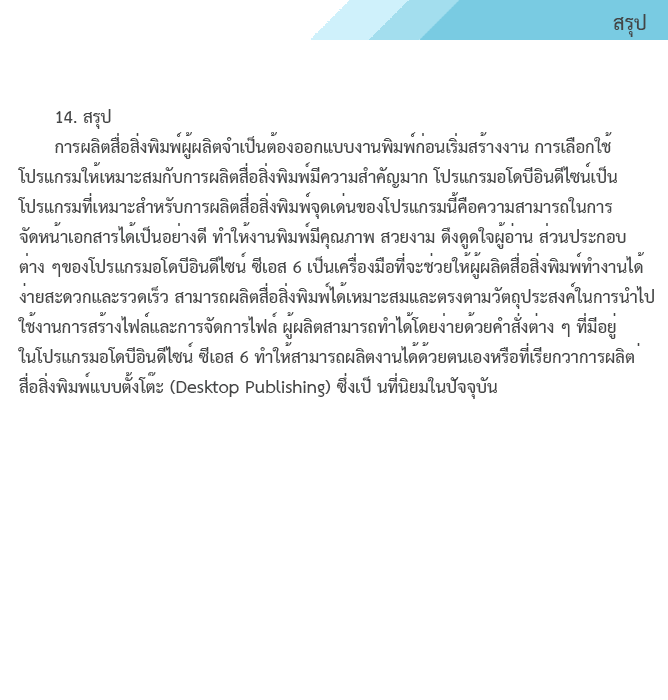 สรุป
14. สรุป
การผลิตสื่อสิ่งพิมพ์ผู้ผลิตจำเป็นต้องออกแบบงานพิมพ์ก่อนเริ่มสร้างงาน การเลือกใช้
โปรแกรมให้เหมาะสมกับการผลิตสื่อสิ่งพิมพ์มีความสำคัญมาก โปรแกรมอโดบีอินดีไซน์เป็น
โปรแกรมที่เหมาะสำหรับการผลิตสื่อสิ่งพิมพ์จุดเด่นของโปรแกรมนี้คือความสามารถในการ
จัดหน้าเอกสารได้เป็นอย่างดี ทำให้งานพิมพ์มีคุณภาพ สวยงาม ดึงดูดใจผู้อ่าน ส่วนประกอบ
ต่าง ๆของโปรแกรมอโดบีอินดีไซน์ ซีเอส 6 เป็นเครื่องมือที่จะช่วยให้ผู้ผลิตสื่อสิ่งพิมพ์ทำงานได้
ง่ายสะดวกและรวดเร็ว สามารถผลิตสื่อสิ่งพิมพ์ได้เหมาะสมและตรงตามวัตถุประสงค์ในการนำไป
ใช้งานการสร้างไฟล์และการจัดการไฟล์ ผู้ผลิตสามารถทำได้โดยง่ายด้วยคำสั่งต่าง ๆ ที่มีอยู่
ในโปรแกรมอโดบีอินดีไซน์ ซีเอส 6 ทำให้สามารถผลิตงานได้ด้วยตนเองหรือที่เรียกวาการผลิต่
สื่อสิ่งพิมพ์แบบตั้งโต๊ะ (Desktop Publishing) ซึ่งเป็ นที่นิยมในปัจจุบัน